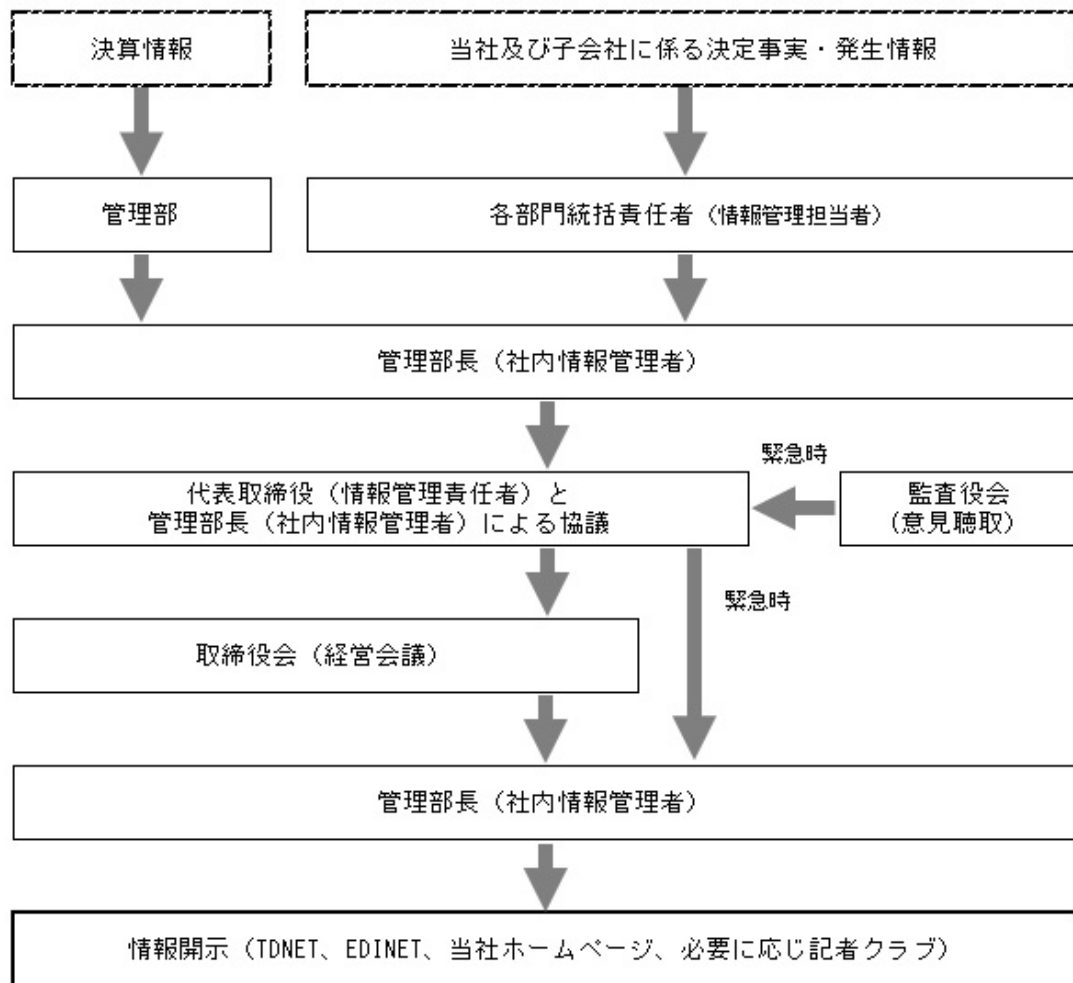 決算情報
当社及び子会社に係る決定事実・発生情報
管理部
各部門統括責任者（情報管理担当者）
管理部長（社内情報管理者）
緊急時
代表取締役（情報管理責任者）と
管理部長（社内情報管理者）による協議
監査役会
（意見聴取）
緊急時
取締役会（経営会議）
管理部長（社内情報管理者）
情報開示（TDNET、EDINET、当社ホームページ、必要に応じ記者クラブ）